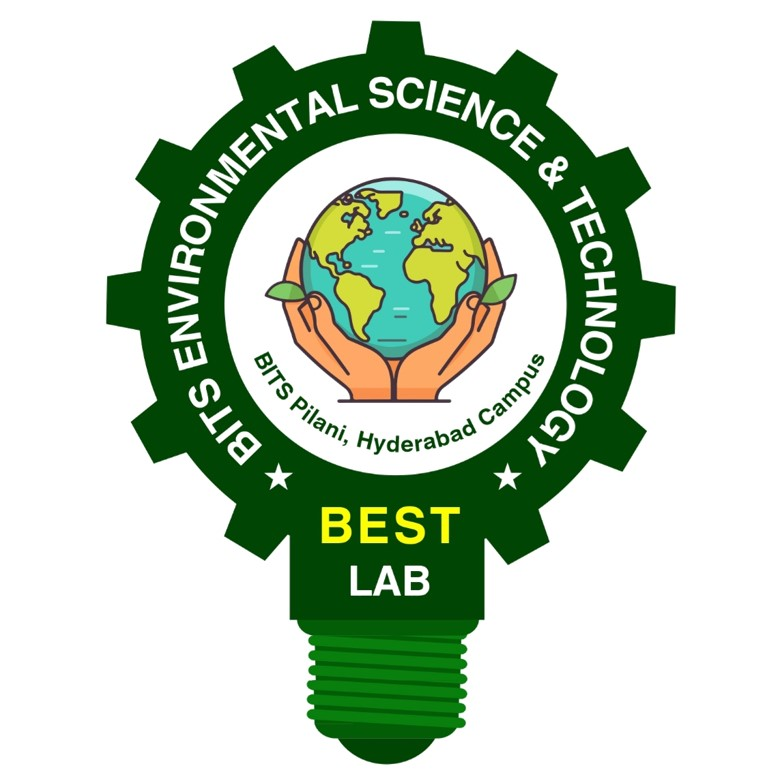 BITS ENVIRONMENTAL SCIENCE & TECHNOLOGY
BITS Pilani, Hyderabad Campus
BEST
LAB